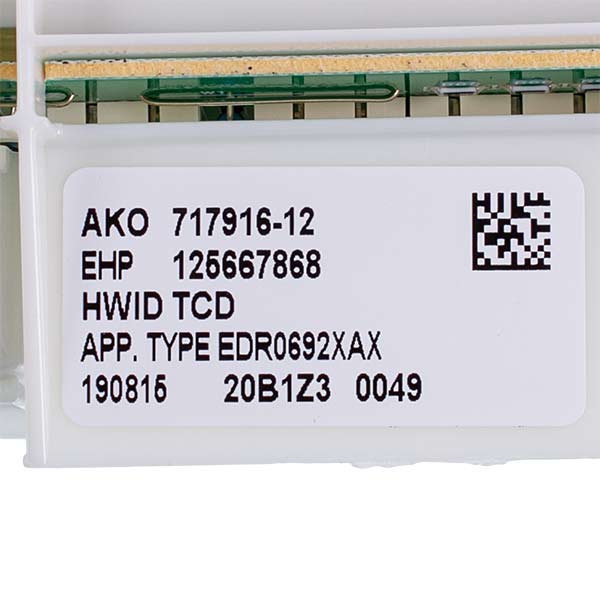 AKO 717916-12
EHP 125667868
HWID TCD
APP. TYPE EDR0692XAX
190815 20B1Z3 0049